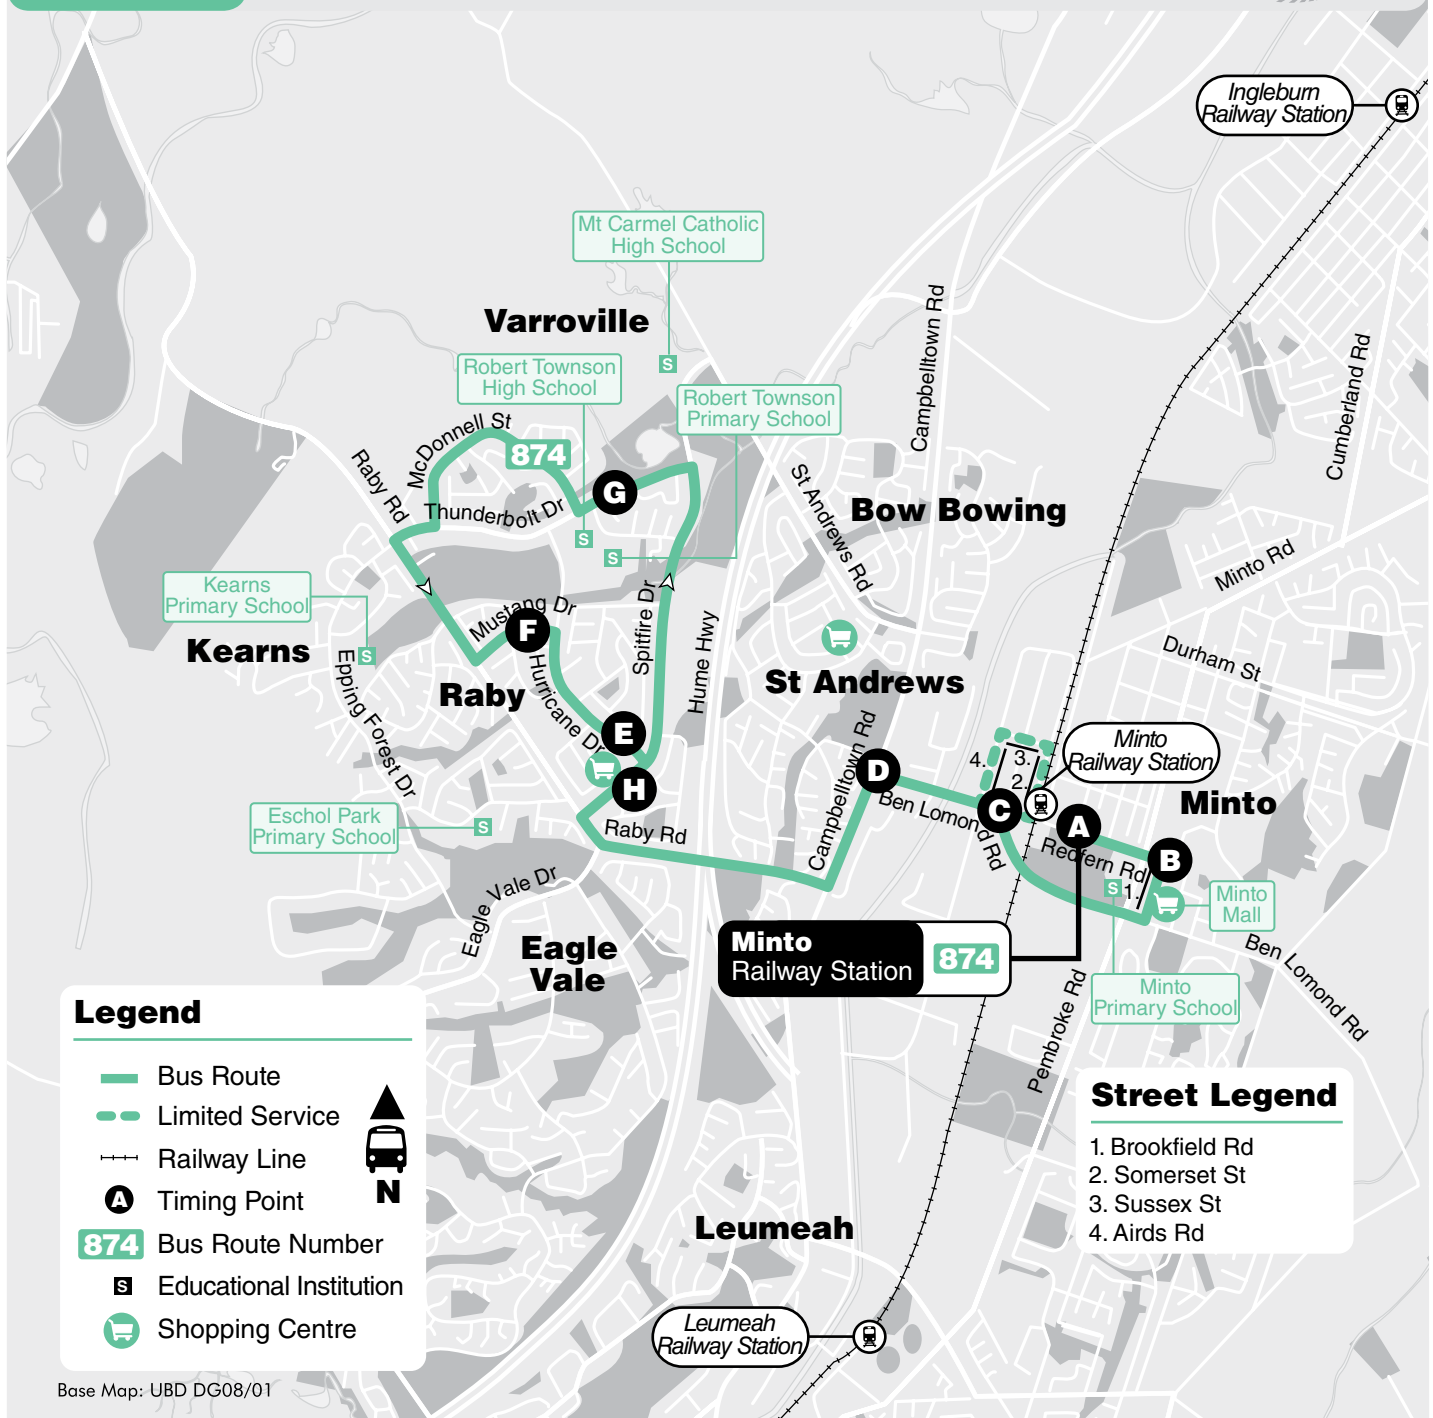 Ingleburn
Railway Station
Mt Carmel Catholic
High School
Varroville
Campbelltown Rd
Robert Townson
High School
Robert Townson
Primary School
Cumberland Rd
McDonnell St
874
Raby Rd
G
St Andrews Rd
Thunderbolt Dr
Bow Bowing
S
S
S
Minto Rd
Kearns
Primary School
Mustang Dr
F
Spitfire Dr
Hume Hwy
Kearns
S
Epping Forest Dr
Raby
Hurricane Dr
St Andrews
Durham St
E
Campbelltown Rd
D
4.
3.
2.
Minto
Railway Station
H
Ben Lomond Rd
C
A
Minto
Eschol Park
Primary School
S
Raby Rd
Redfern Rd
B
S
1.
Minto
Mall
Eagle Vale Dr
Eagle
Vale
Minto
Railway Station
874
Ben Lomond Rd
Minto
Primary School
Pembroke Rd
Legend
Bus Route
Limited Service
Railway Line
A
Timing Point
874
Bus Route Number
S
Educational Institution
Shopping Centre
N
Street Legend
1. Brookfield Rd
2. Somerset St
3. Sussex St
4. Airds Rd
Leumeah
Leumeah
Railway Station
Base Map: UBD DG08/01